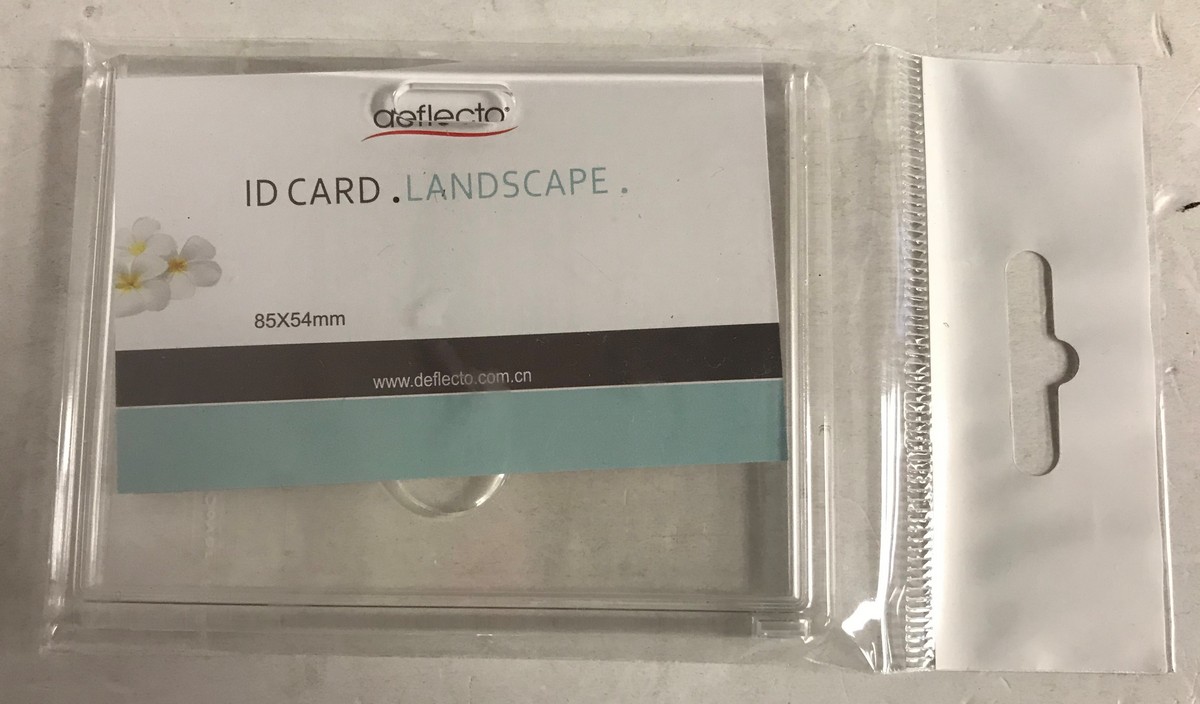 deflecto
ID CARD . LANDSCAPE .
85X54mm
www.deflecto.com.cn